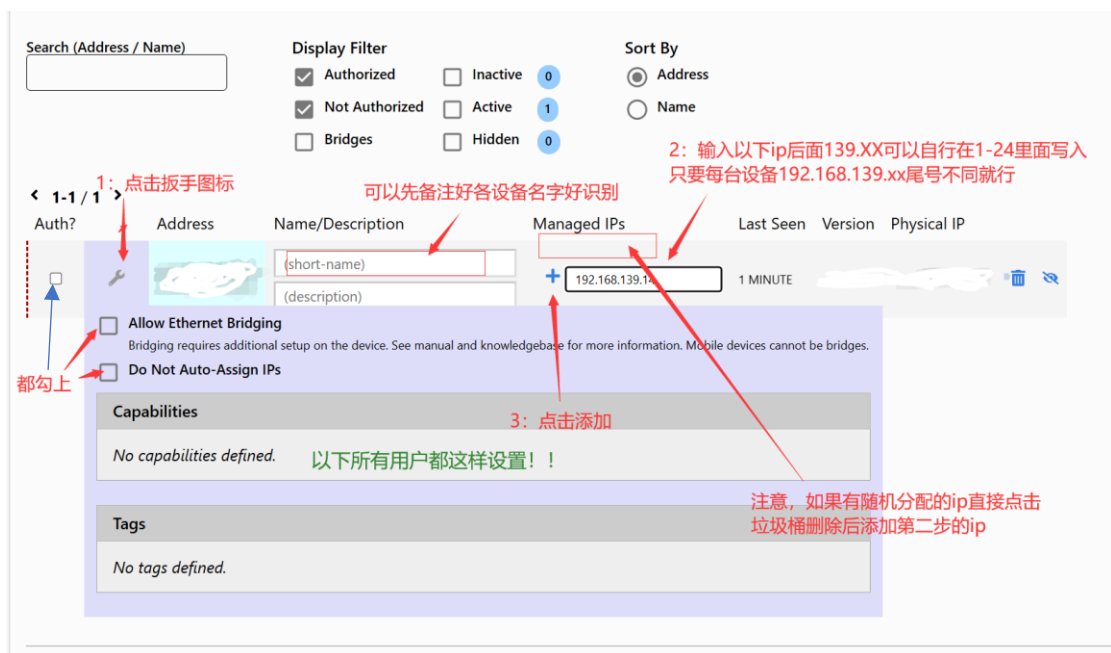 Search (Address / Name)
Display Filter
Sort By
Authorized
Inactive
0
Address
Not Authorized
Active
1
Name
Bridges
Hidden
0
2：输入以下ip后面139.XX可以自行在1-24里面写入
只要每台设备192.168.139.xx尾号不同就行
1：点击扳手图标
可以先备注好各设备名字好识别
1-1 / 1
Auth?
Address
Name/Description
Managed IPs
Last Seen
Version
Physical IP
(short-name)
192.168.139.14
1 MINUTE
(description)
Allow Ethernet Bridging
Bridging requires additional setup on the device. See manual and knowledgebase for more information. Mobile devices cannot be bridges.
Do Not Auto-Assign IPs
都勾上
Capabilities
3：点击添加
No capabilities defined.
以下所有用户都这样设置！！
注意，如果有随机分配的ip直接点击
垃圾桶删除后添加第二步的ip
Tags
No tags defined.